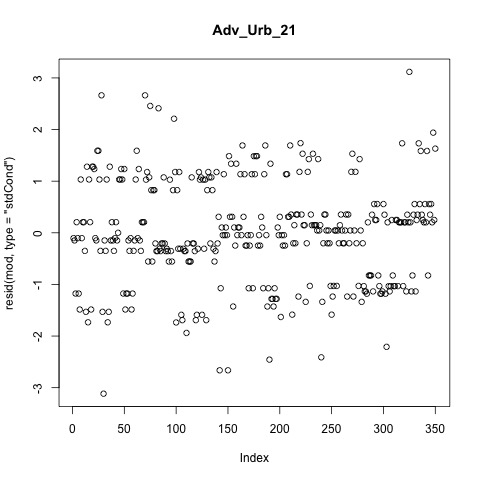 Adv_Urb_21
resid(mod, type = "stdCond")
3
2
1
0
-1
-2
-3
0 50 100 150 200 250 300 350
Index